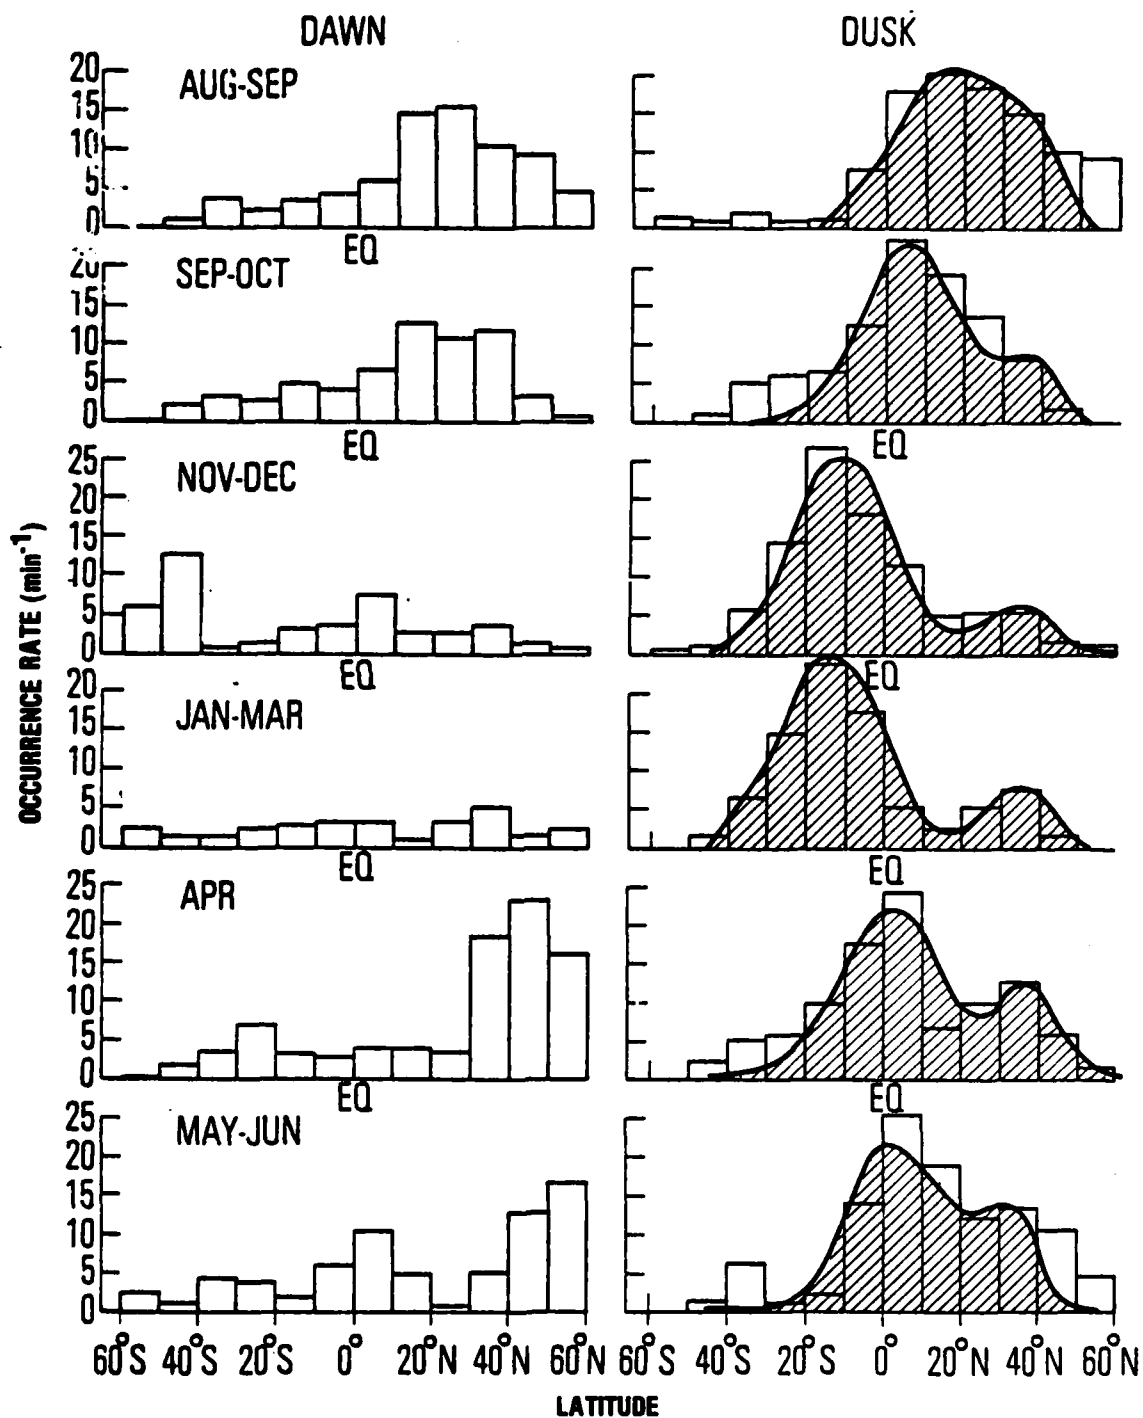 DAWN
DUSK
AUG-SEP
20
15
10
5
0
EQ
SEP-OCT
20
15
10
5
0
EQ
EQ
NOV-DEC
25
20
15
10
5
0
EQ
EQ
JAN-MAR
20
15
10
5
0
EQ
EQ
APR
25
20
15
10
5
0
EQ
EQ
MAY-JUN
25
20
15
10
5
0
OCCURRENCE RATE (min⁻¹)
60°S 40°S 20°S 0° 20°N 40°N 60°N
60°S 40°S 20°S 0° 20°N 40°N 60°N
LATITUDE